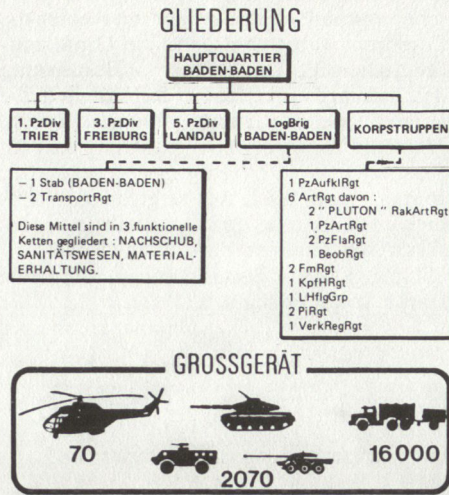 GLIEDERUNG
HAUPTQUARTIER
BADEN-BADEN
1. PzDiv
TRIER
3. PzDiv
FREIBURG
5. PzDiv
LANDAU
LogBrig
BADEN-BADEN
KORPSTRUPPEN
– 1 Stab (BADEN-BADEN)
– 2 TransportRgt
Diese Mittel sind in 3 funktionelle
Ketten gegliedert : NACHSCHUB,
SANITÄTSWESEN, MATERIAL-
ERHALTUNG.
1 PzAufklRgt
6 ArtRgt davon :
2 " PLUTON " RakArtRgt
1 PzArtRgt
2 PzFlaRgt
1 BeobRgt
2 FmRgt
1 KpfHRgt
1 LHflgGrp
2 PiRgt
1 VerkRegRgt
GROSSGERÄT
70
2070
16000